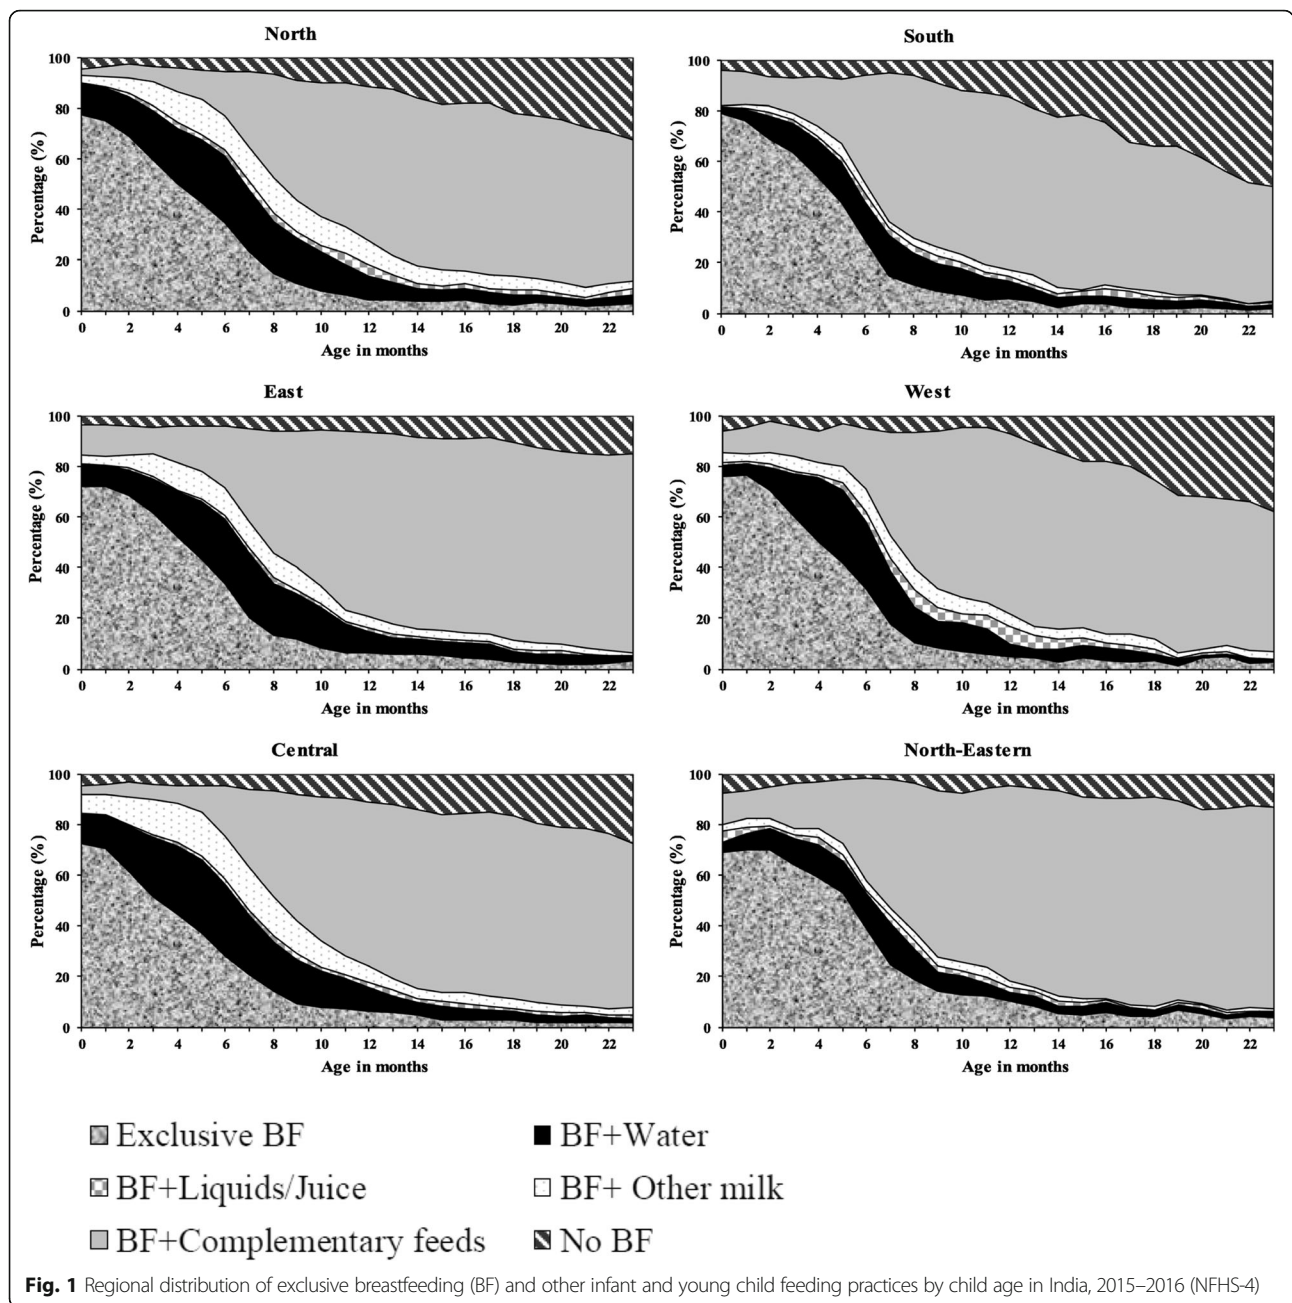 North
Percentage (%)
100
80
60
40
20
0
0 2 4 6 8 10 12 14 16 18 20 22
Age in months
South
Percentage (%)
100
80
60
40
20
0
0 2 4 6 8 10 12 14 16 18 20 22
Age in months
East
Percentage (%)
100
80
60
40
20
0
0 2 4 6 8 10 12 14 16 18 20 22
Age in months
West
Percentage (%)
100
80
60
40
20
0
0 2 4 6 8 10 12 14 16 18 20 22
Age in months
Central
Percentage (%)
100
80
60
40
20
0
0 2 4 6 8 10 12 14 16 18 20 22
Age in months
North-Eastern
Percentage (%)
100
80
60
40
20
0
0 2 4 6 8 10 12 14 16 18 20 22
Age in months
Exclusive BF
BF+Water
BF+Liquids/Juice
BF+ Other milk
BF+Complementary feeds
No BF
Fig. 1 Regional distribution of exclusive breastfeeding (BF) and other infant and young child feeding practices by child age in India, 2015–2016 (NFHS-4)